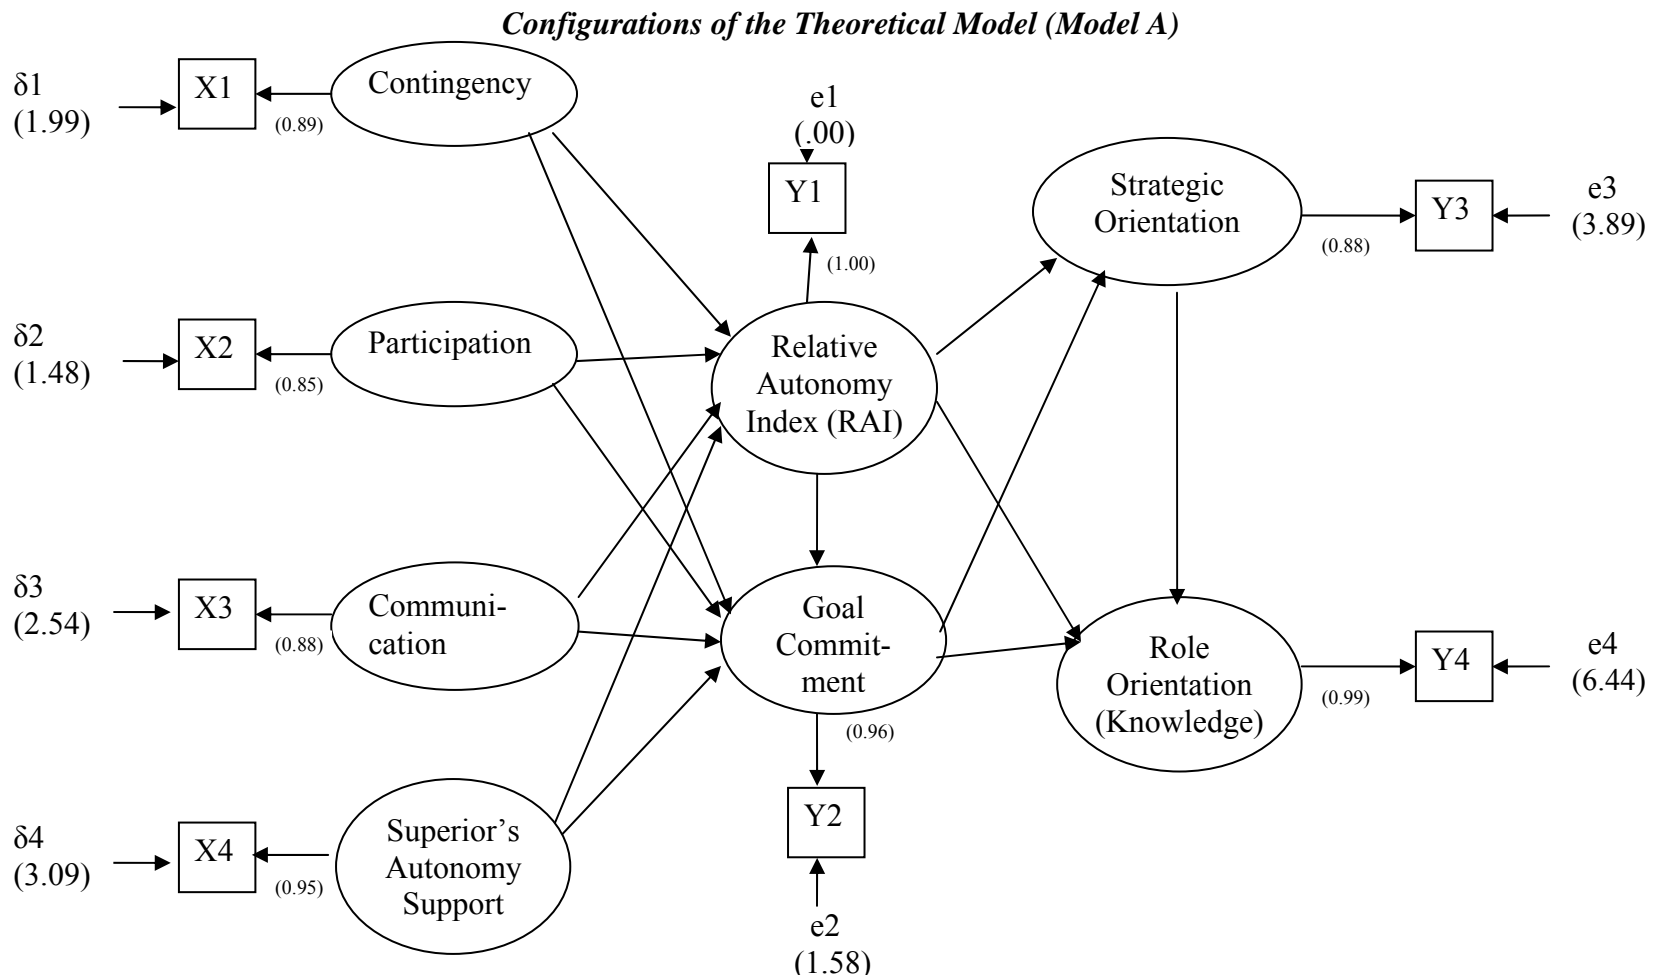 Configurations of the Theoretical Model (Model A)
δ1
(1.99)
X1
(0.89)
Contingency
e1
(.00)
Y1
(1.00)
Strategic
Orientation
(0.88)
Y3
e3
(3.89)
δ2
(1.48)
X2
(0.85)
Participation
Relative
Autonomy
Index (RAI)
δ3
(2.54)
X3
(0.88)
Communi-
cation
Goal
Commit-
ment
(0.96)
Role
Orientation
(Knowledge)
(0.99)
Y4
e4
(6.44)
δ4
(3.09)
X4
(0.95)
Superior’s
Autonomy
Support
Y2
e2
(1.58)